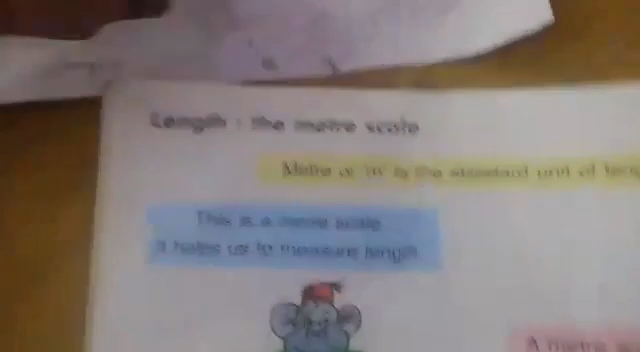 Length : the metre scale
Metre or 'm' is the standard unit of
This is a metre scale
It helps us to measure length
A metre